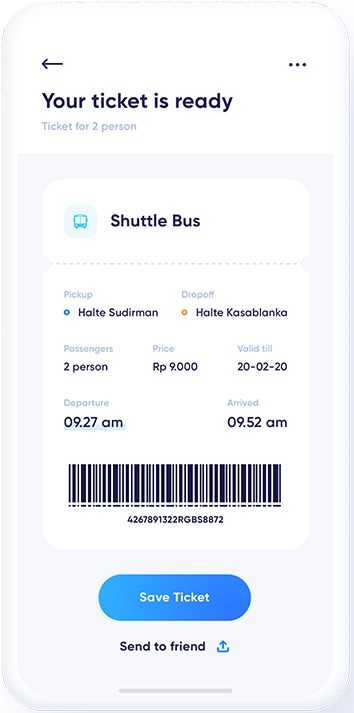 Your ticket is ready
Ticket for 2 person
Shuttle Bus
Pickup Dropoff
Halte Sudirman Halte Kasablanka
Passengers Price Valid till
2 person Rp 9.000 20-02-20
Departure Arrived
09.27 am 09.52 am
4267891322RGBS8872
Save Ticket
Send to friend